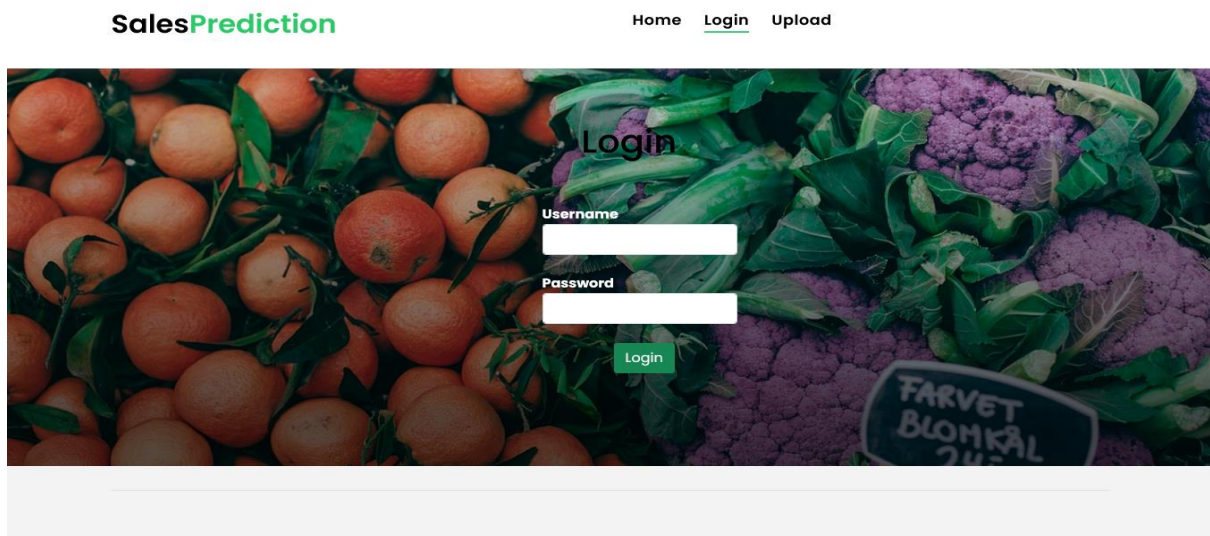 SalesPrediction
Home Login Upload
Login
Username
Password
Login
FARVET
BLOMKÅL